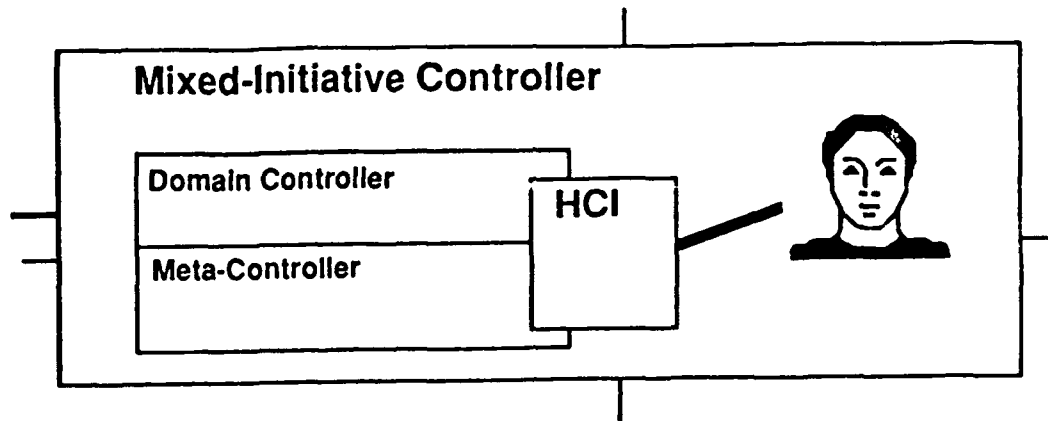 Mixed-Initiative Controller
Domain Controller
HCI
Meta-Controller